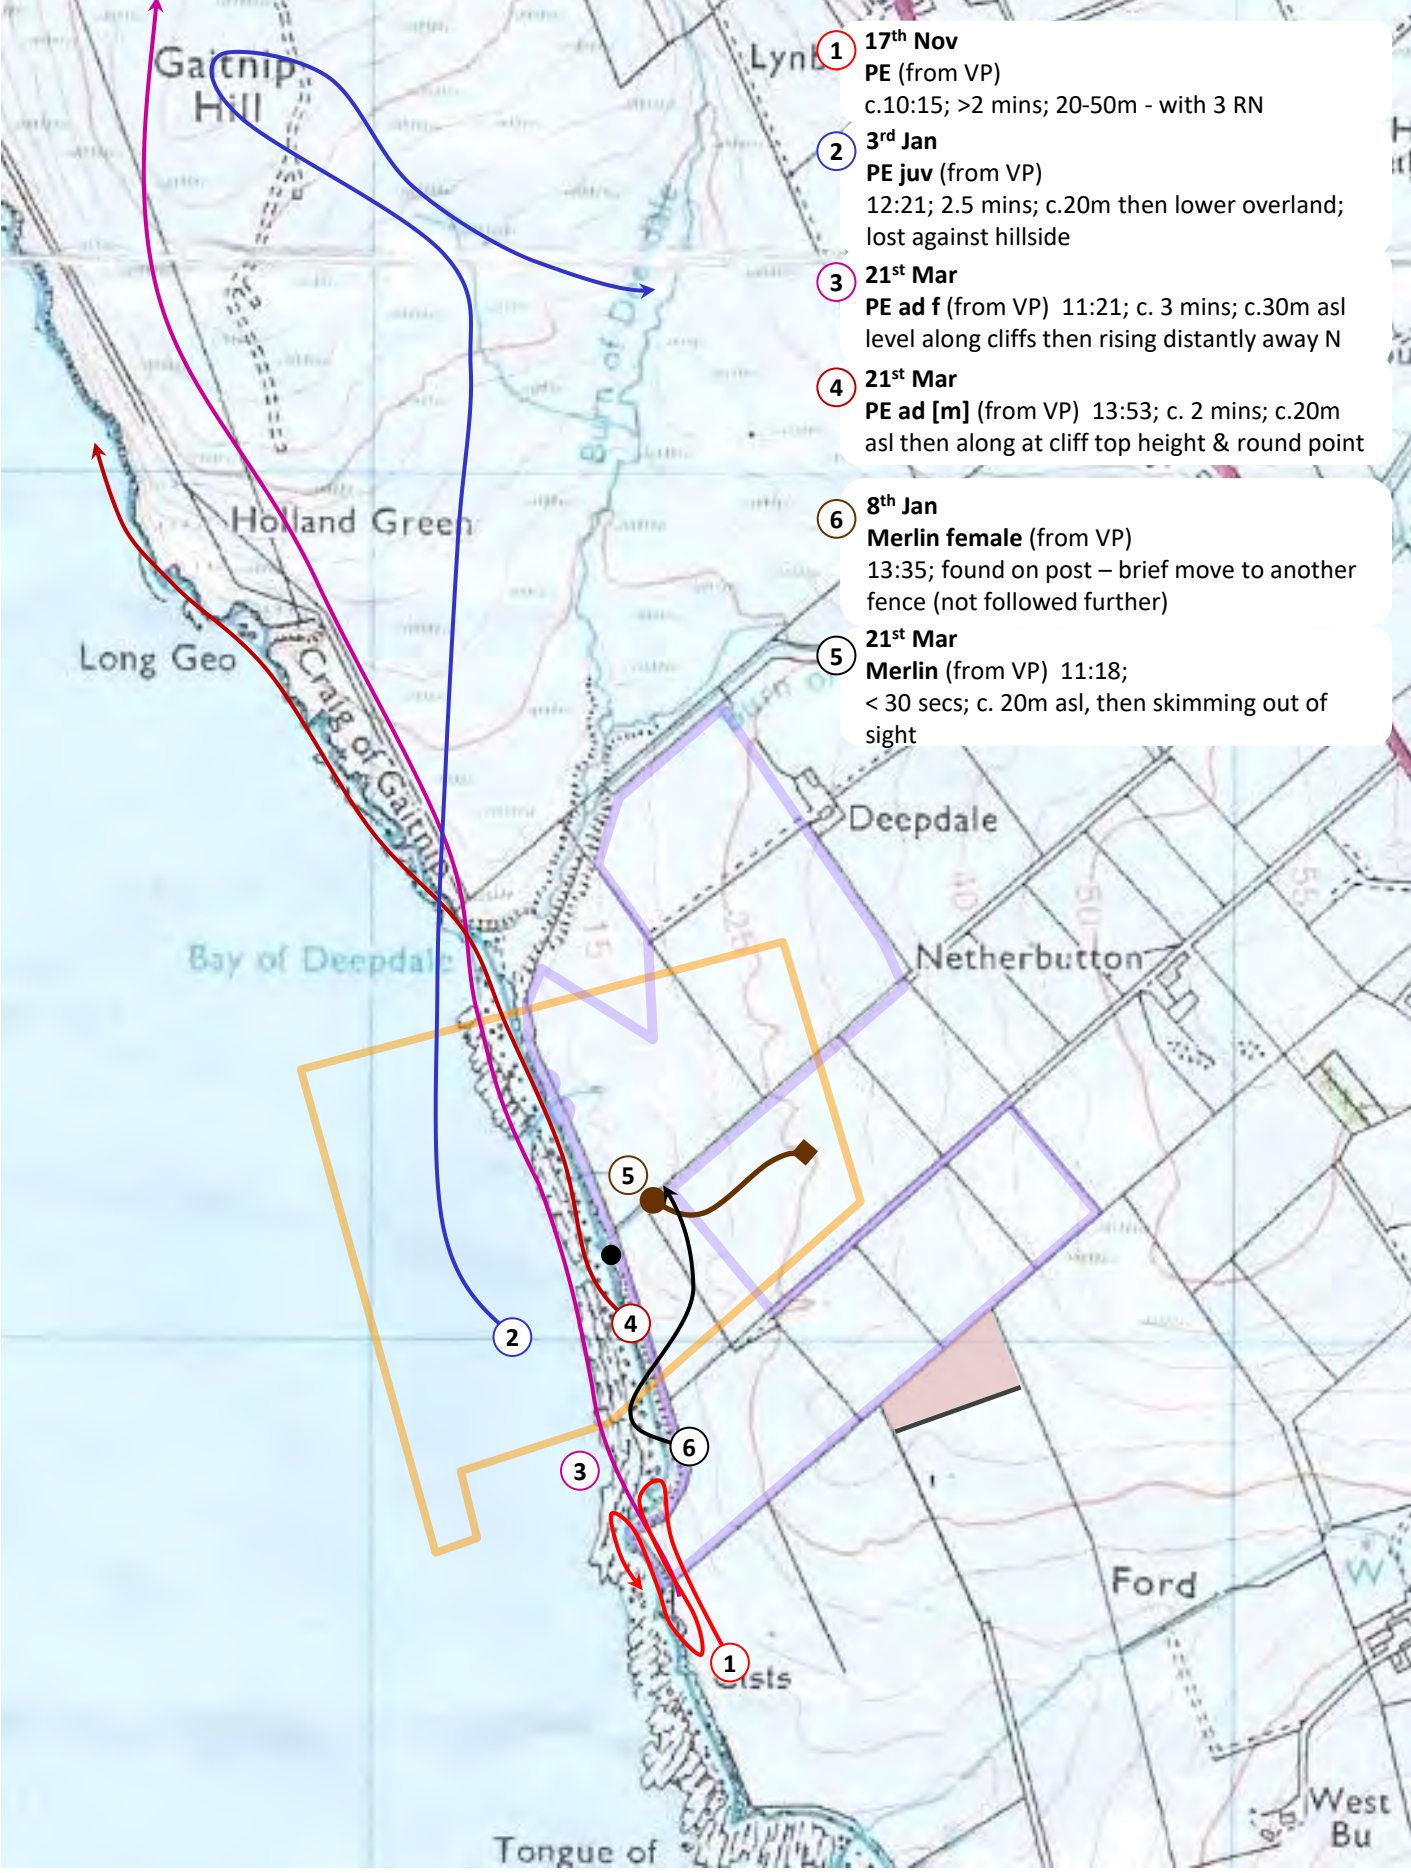 Gaitnip
Hill
1
17th Nov
PE (from VP)
c.10:15; >2 mins; 20-50m - with 3 RN
2
3rd Jan
PE juv (from VP)
12:21; 2.5 mins; c.20m then lower overland;
lost against hillside
3
21st Mar
PE ad f (from VP) 11:21; c. 3 mins; c.30m asl
level along cliffs then rising distantly away N
4
21st Mar
PE ad [m] (from VP) 13:53; c. 2 mins; c.20m
asl then along at cliff top height & round point
6
8th Jan
Merlin female (from VP)
13:35; found on post – brief move to another
fence (not followed further)
5
21st Mar
Merlin (from VP) 11:18;
< 30 secs; c. 20m asl, then skimming out of
sight
Holland Green
Long Geo
Craig of Gaitnip
Deepdale
40
50
55
25
15
Bay of Deepdale
Netherbutton
5
2
4
6
3
Ford
W
1
Cists
West
Bu
Tongue of